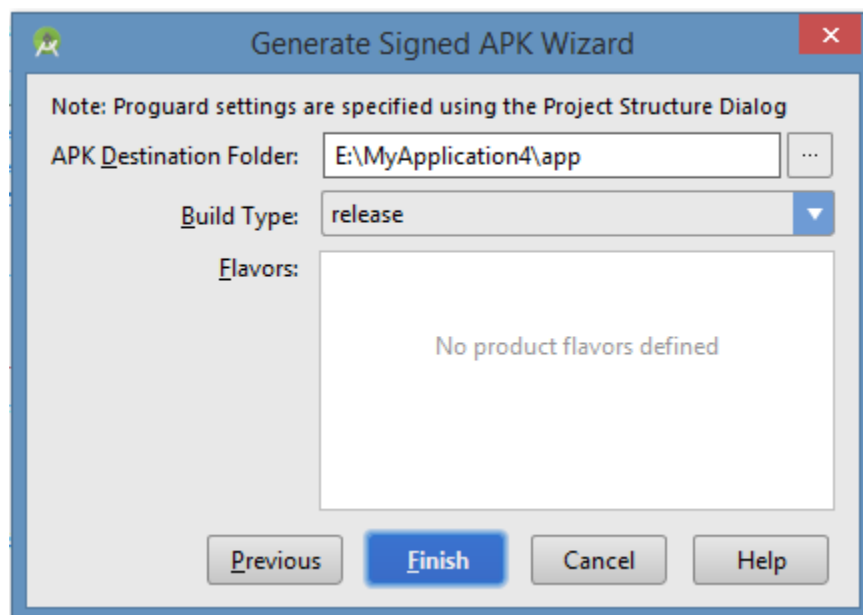 Generate Signed APK Wizard
Note: Proguard settings are specified using the Project Structure Dialog
APK Destination Folder: E:\MyApplication4\app ...
Build Type: release
Flavors:
No product flavors defined
Previous Finish Cancel Help